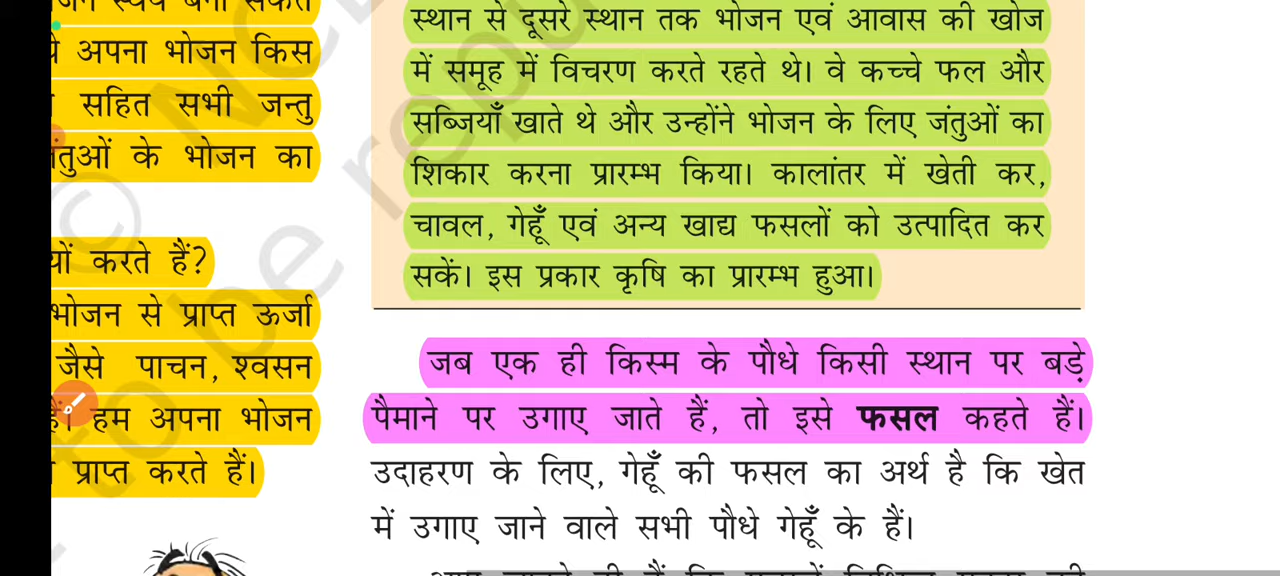 अपना भोजन किस
सहित सभी जन्तु
के भोजन का
करते हैं?
भोजन से प्राप्त ऊर्जा
जैसे पाचन, श्वसन
हम अपना भोजन
प्राप्त करते हैं।
स्थान से दूसरे स्थान तक भोजन एवं आवास की खोज
में समूह में विचरण करते रहते थे। वे कच्चे फल और
सब्जियाँ खाते थे और उन्होंने भोजन के लिए जंतुओं का
शिकार करना प्रारम्भ किया। कालांतर में खेती कर,
चावल, गेहूँ एवं अन्य खाद्य फसलों को उत्पादित कर
सकें। इस प्रकार कृषि का प्रारम्भ हुआ।
जब एक ही किस्म के पौधे किसी स्थान पर बड़े
पैमाने पर उगाए जाते हैं, तो इसे फसल कहते हैं।
उदाहरण के लिए, गेहूँ की फसल का अर्थ है कि खेत
में उगाए जाने वाले सभी पौधे गेहूँ के हैं।